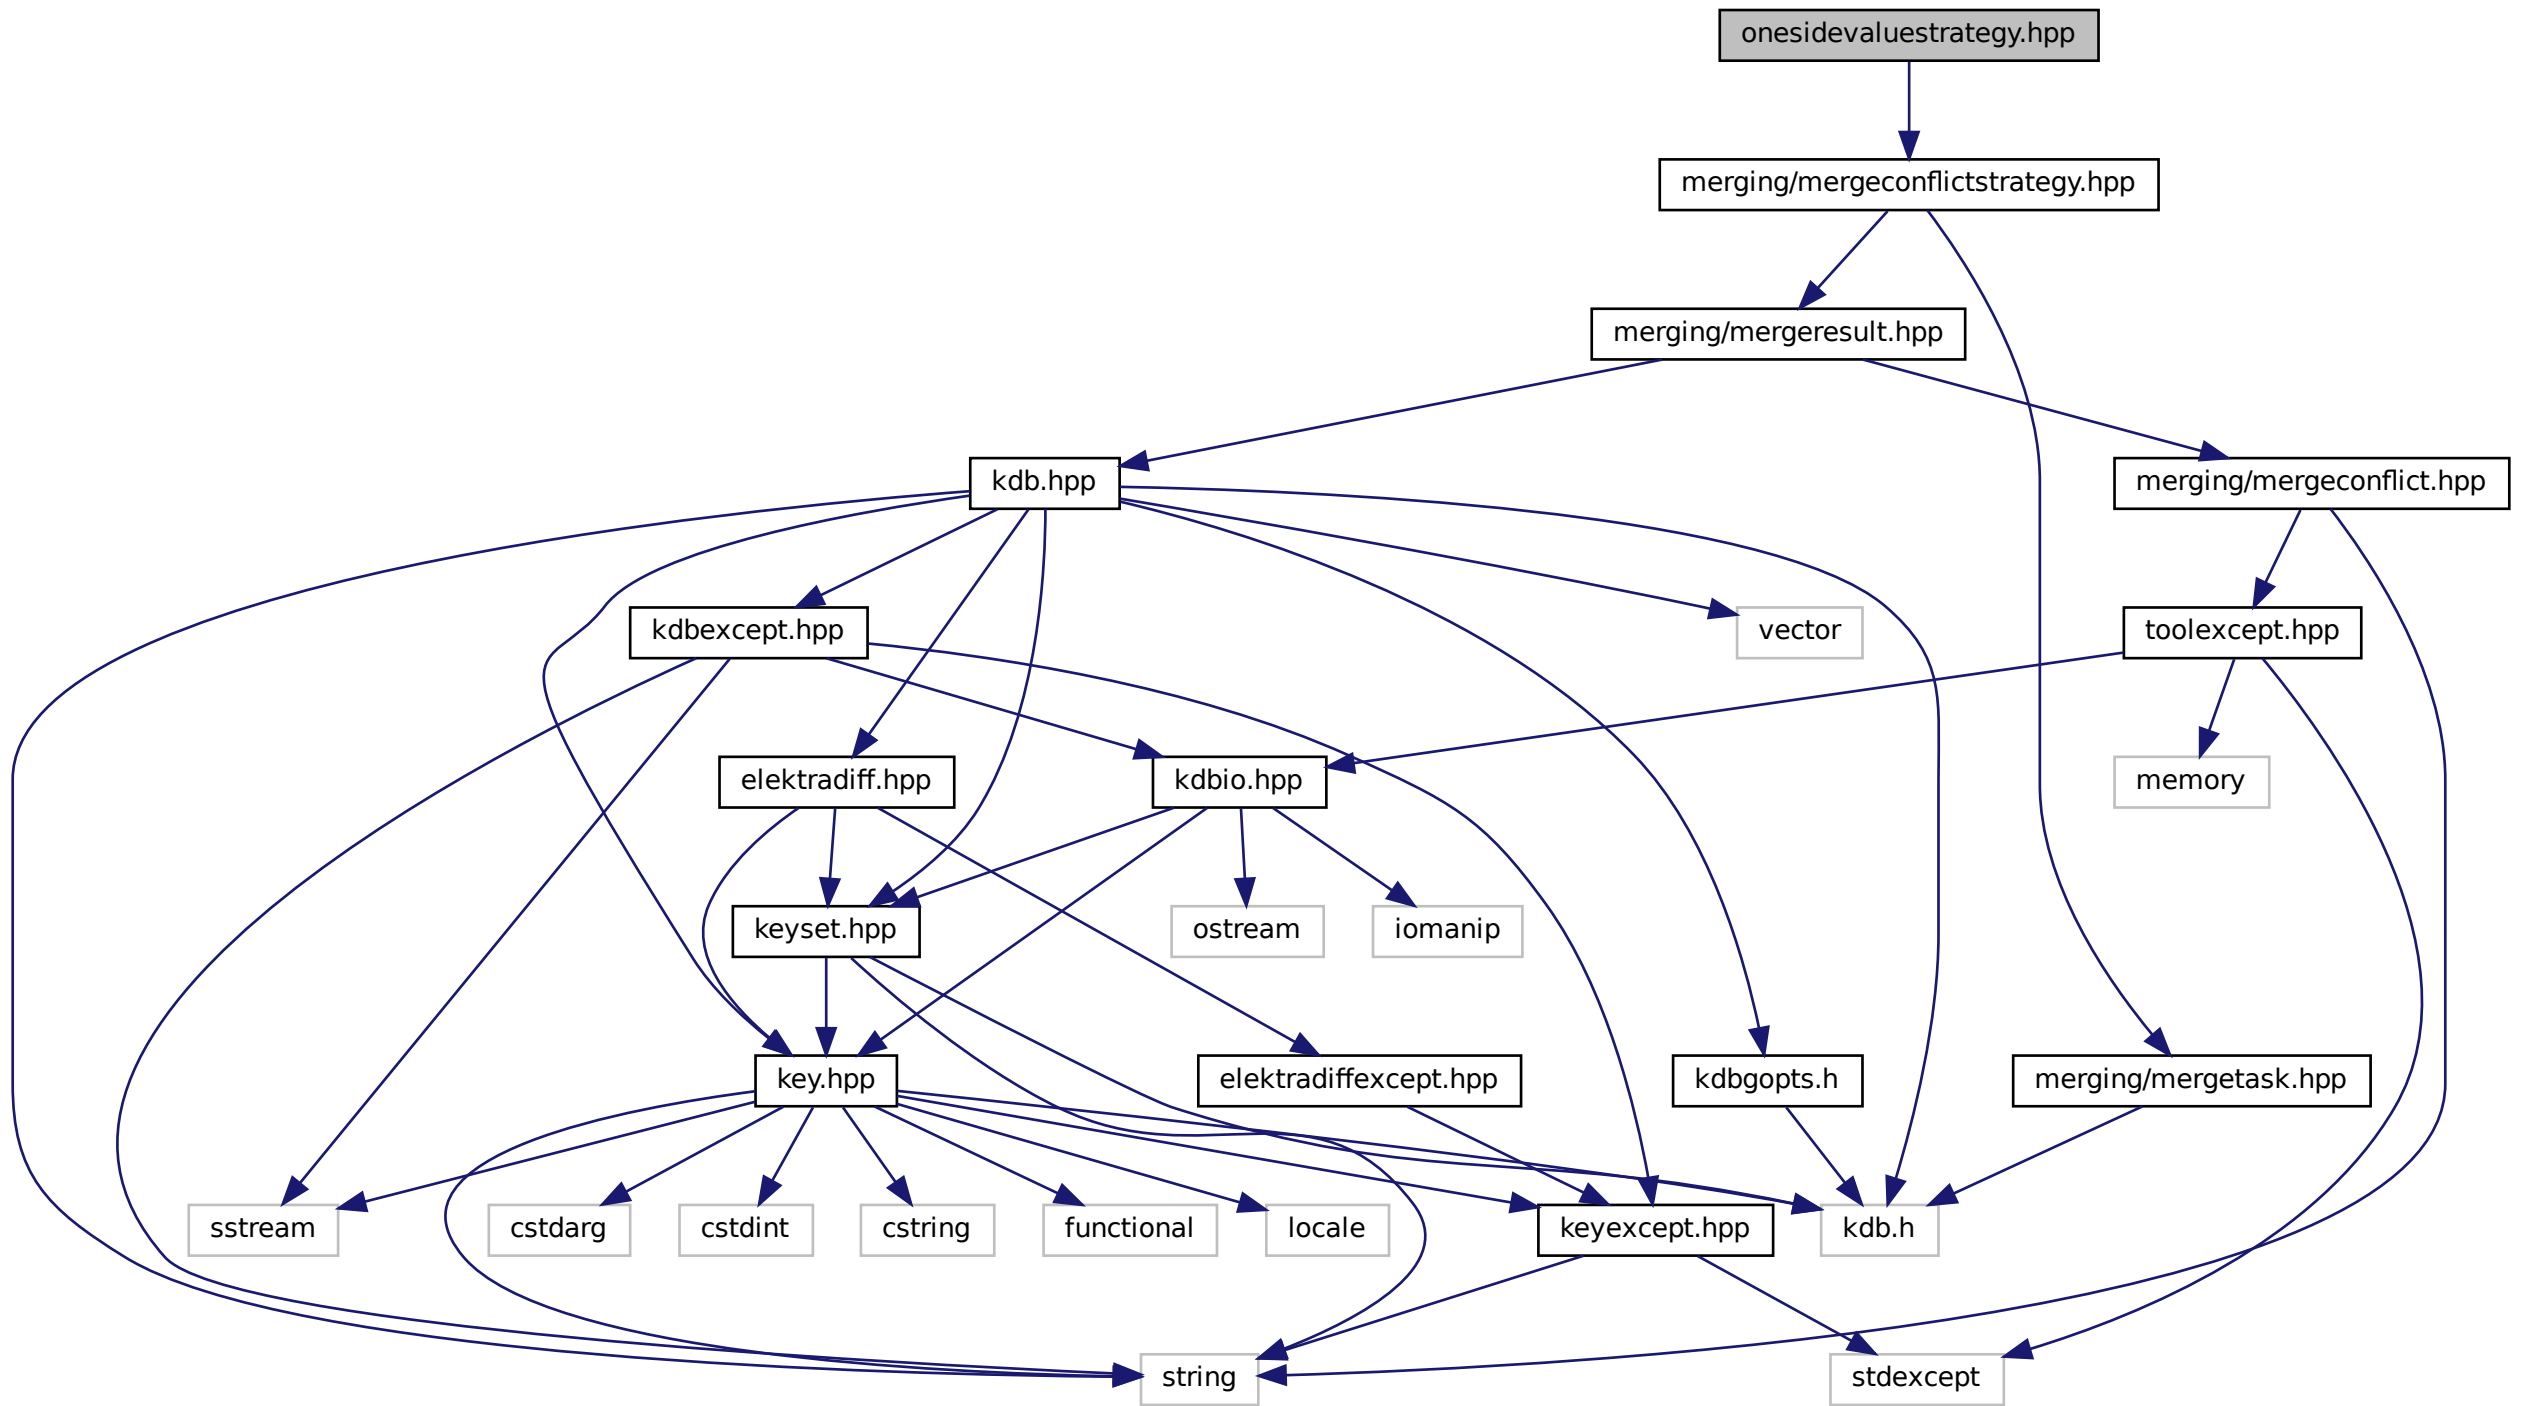 onesidevaluestrategy.hpp
merging/mergeconflictstrategy.hpp
merging/mergeresult.hpp
kdb.hpp
merging/mergeconflict.hpp
kdbexcept.hpp
vector
toolexcept.hpp
elektradiff.hpp
kdbio.hpp
memory
keyset.hpp
ostream
iomanip
key.hpp
elektradiffexcept.hpp
kdbgopts.h
merging/mergetask.hpp
sstream
cstdarg
cstdint
cstring
functional
locale
keyexcept.hpp
kdb.h
string
stdexcept